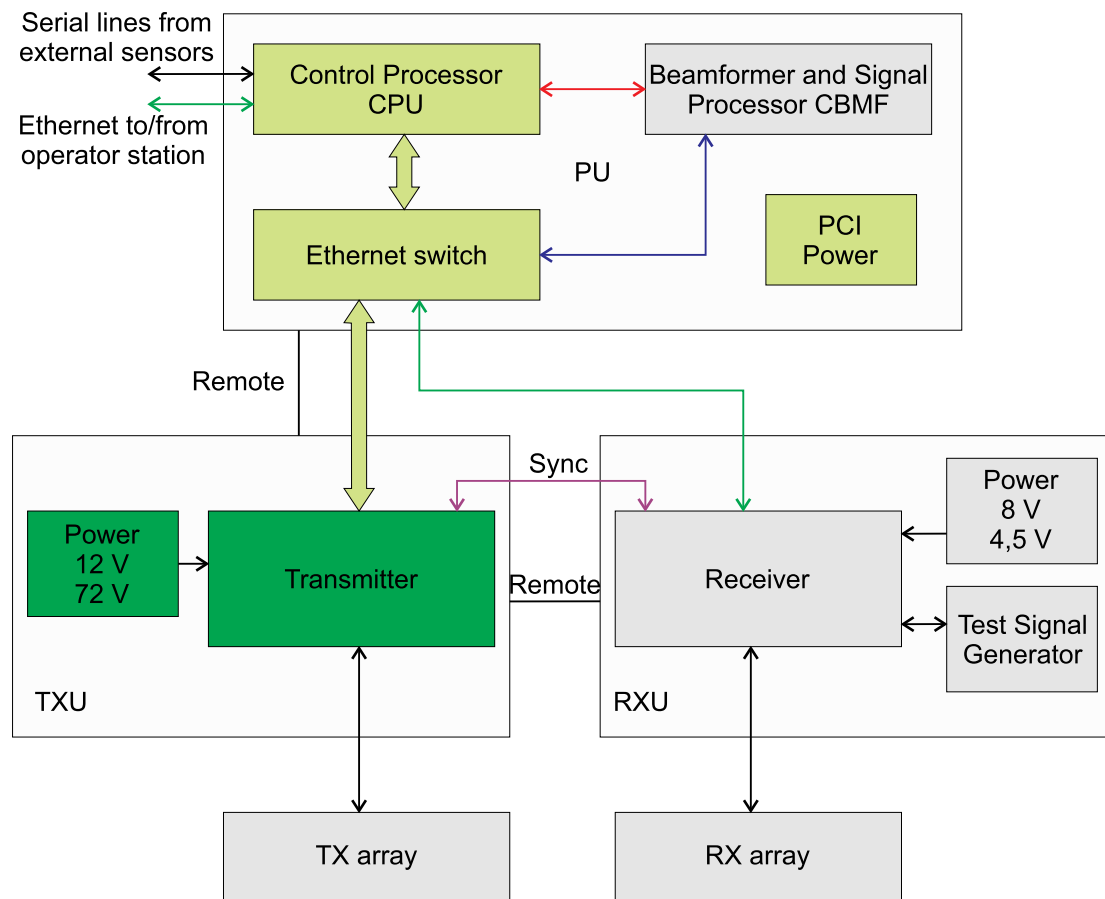 Serial lines from
external sensors
Ethernet to/from
operator station
Control Processor
CPU
Beamformer and Signal
Processor CBMF
PU
Ethernet switch
PCI
Power
Remote
Sync
Power
12 V
72 V
Transmitter
TXU
Remote
Receiver
Power
8 V
4,5 V
Test Signal
Generator
RXU
TX array
RX array